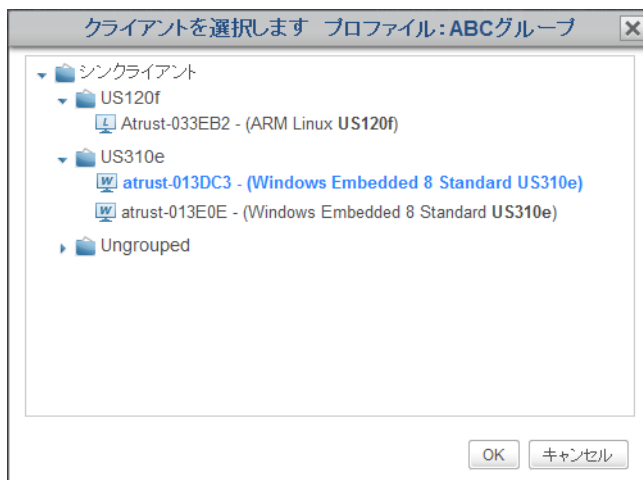 クライアントを選択します プロファイル:ABCグループ
シンクライアント
US120f
Atrust-033EB2 - (ARM Linux US120f)
US310e
atrust-013DC3 - (Windows Embedded 8 Standard US310e)
atrust-013E0E - (Windows Embedded 8 Standard US310e)
Ungrouped
OK キャンセル